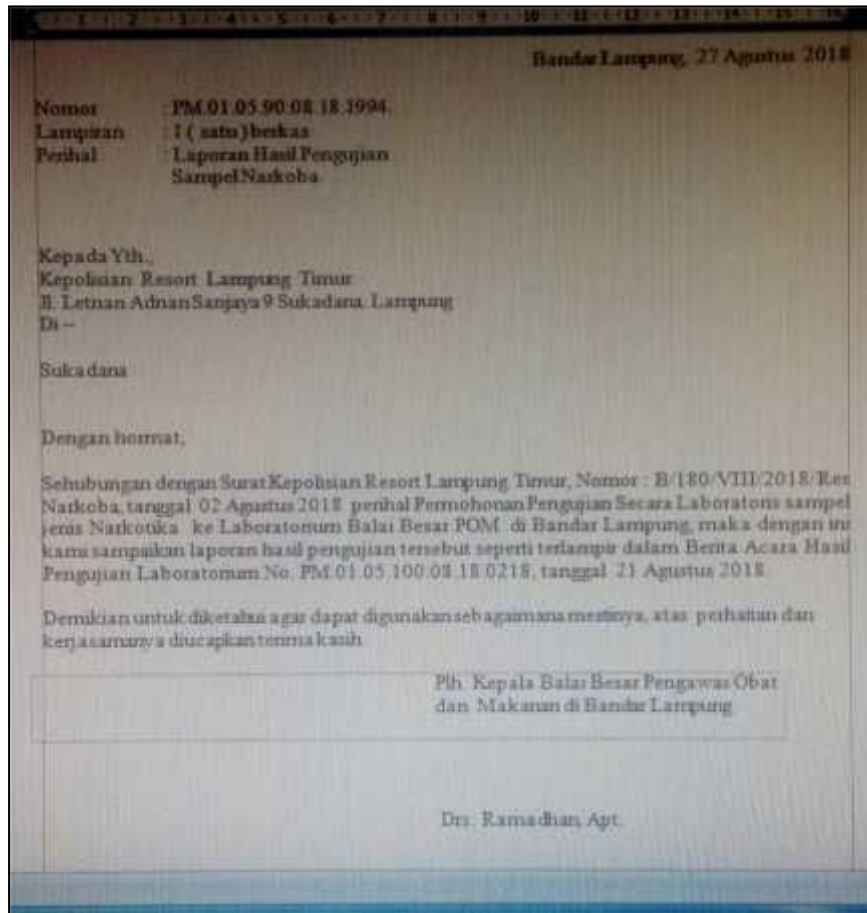 Bandar Lampung, 27 Agustus 2018
Nomor : PM.01.05.90.08.18.1994.
Lampiran : 1 ( satu ) berkas
Perihal : Laporan Hasil Pengujian
Sampel Narkoba
Kepada Yth.,
Kepolisian Resort Lampung Timur
Jl. Letnan Adnan Sanjaya 9 Sukadana Lampung
Di –
Sukadana
Dengan hormat,
Sehubungan dengan Surat Kepolisian Resort Lampung Timur, Nomor : B/180/VIII/2018/Res
Narkoba, tanggal 02 Agustus 2018 perihal Permohonan Pengujian Secara Laboratoris sampel
jenis Narkotika ke Laboratorium Balai Besar POM di Bandar Lampung, maka dengan ini
kami sampaikan laporan hasil pengujian tersebut seperti terlampir dalam Berita Acara Hasil
Pengujian Laboratorium No. PM.01.05.100.08.18.0218, tanggal 21 Agustus 2018
Demikian untuk diketahui agar dapat digunakan sebagaimana mestinya, atas perhatian dan
kerjasamanya diucapkan terima kasih
Plh. Kepala Balai Besar Pengawas Obat
dan Makanan di Bandar Lampung
Drs. Ramadhan, Apt.